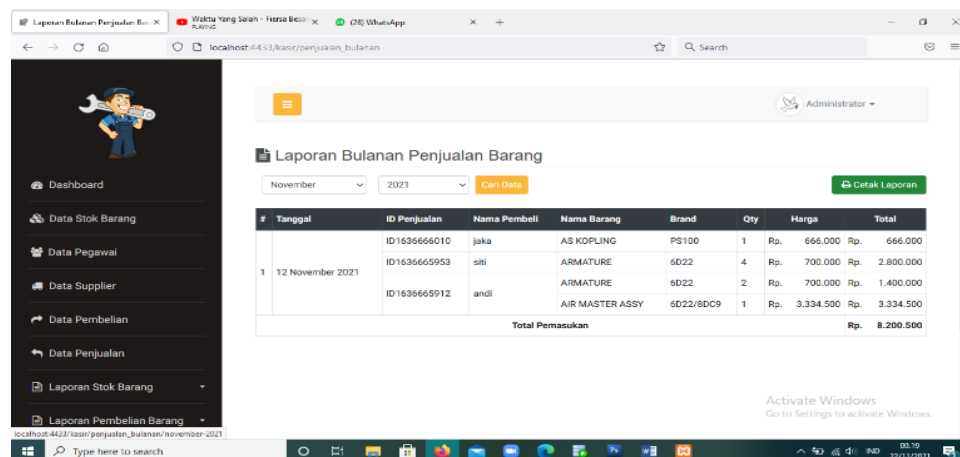 Laporan Bulanan Penjualan Ba
Waktu Yang Salah - Fiersa Besar
PLAYING
(28) WhatsApp
localhost:4433/kasir/penjualan_bulanan
Search
Administrator
Laporan Bulanan Penjualan Barang
November
2021
Cari Data
Cetak Laporan
Dashboard
Data Stok Barang
Data Pegawai
Data Supplier
Data Pembelian
Data Penjualan
Laporan Stok Barang
Laporan Pembelian Barang
# Tanggal ID Penjualan Nama Pembeli Nama Barang Brand Qty Harga Total
ID1636666010 jaka AS KOPLING PS100 1 Rp. 666.000 Rp. 666.000
1 12 November 2021 ID1636665953 siti ARMATURE 6D22 4 Rp. 700.000 Rp. 2.800.000
ID1636665912 andi ARMATURE 6D22 2 Rp. 700.000 Rp. 1.400.000
AIR MASTER ASSY 6D22/8DC9 1 Rp. 3.334.500 Rp. 3.334.500
Total Pemasukan Rp. 8.200.500
Activate Windows
Go to Settings to activate Windows.
localhost:4433/kasir/penjualan_bulanan/november-2021
Type here to search
IND
00.19
22/11/2021